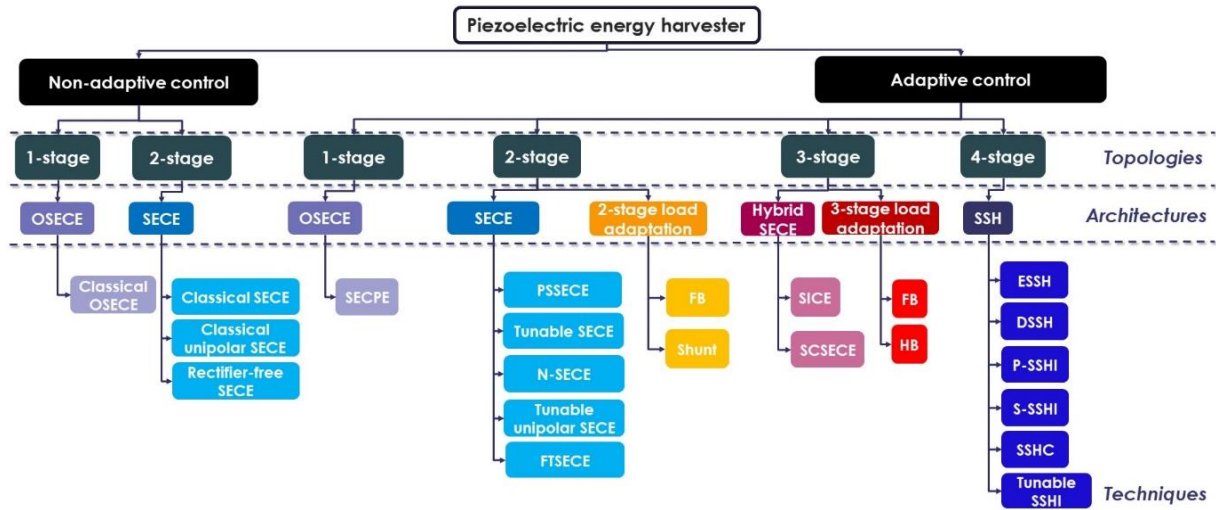 Piezoelectric energy harvester
Non-adaptive control
Adaptive control
1-stage
2-stage
1-stage
2-stage
3-stage
4-stage
Topologies
OSECE
SECE
OSECE
SECE
2-stage load
adaptation
Hybrid
SECE
3-stage load
adaptation
SSH
Architectures
Classical
OSECE
Classical SECE
Classical
unipolar SECE
Rectifier-free
SECE
SECPE
PSSECE
Tunable SECE
N-SECE
Tunable
unipolar SECE
FTSECE
FB
Shunt
SICE
SCSECE
FB
HB
ESSH
DSSH
P-SSHI
S-SSHI
SSHC
Tunable
SSHI
Techniques